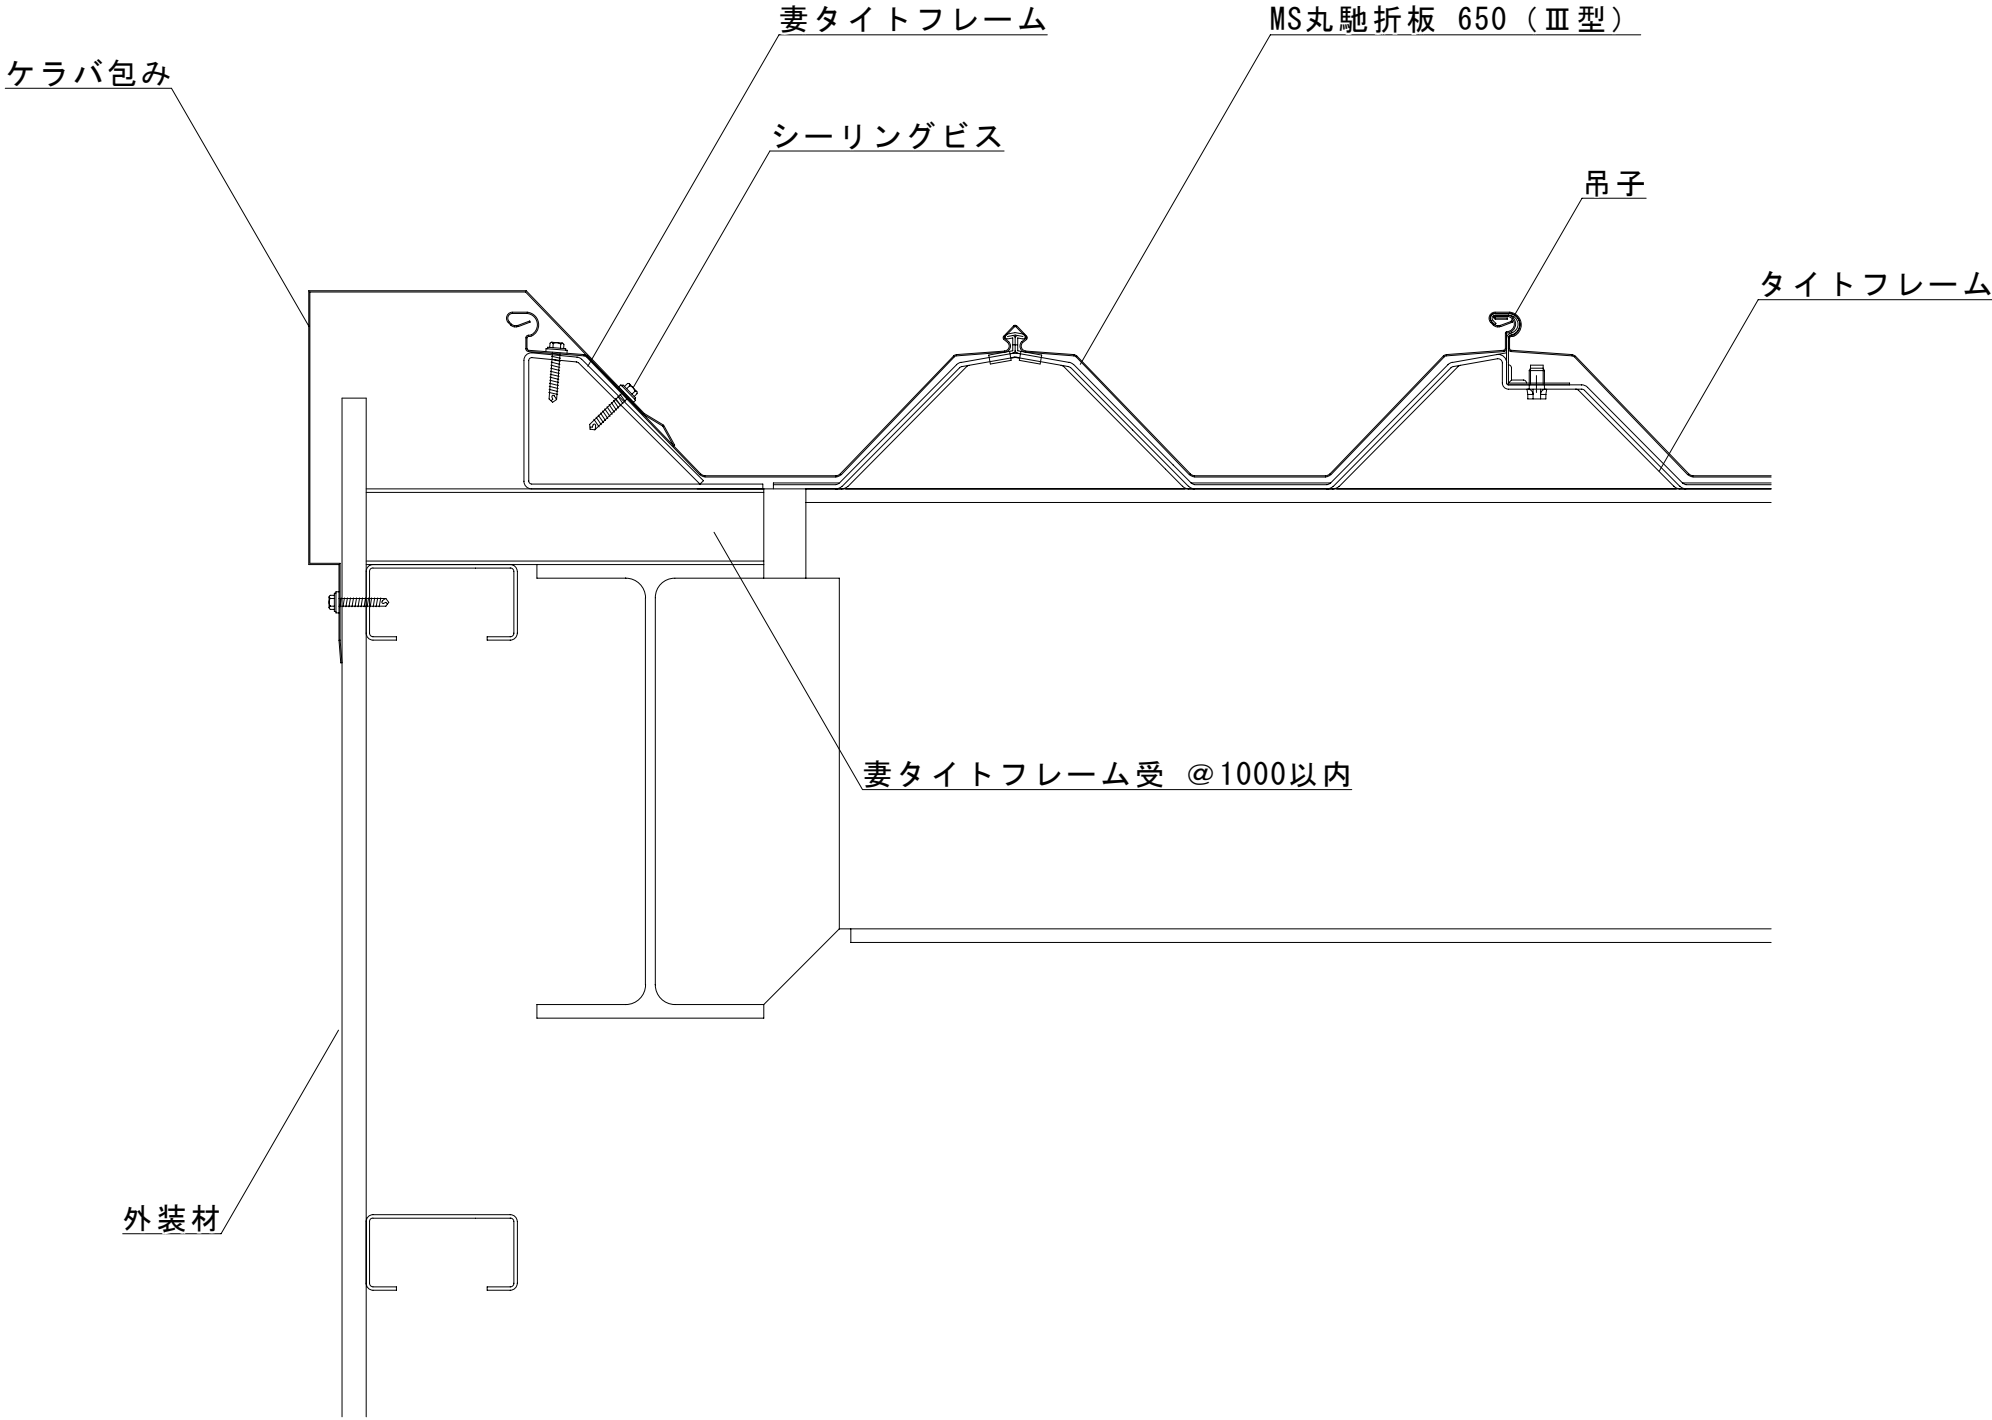 妻タイトフレーム
MS丸馳折板 650（Ⅲ型）
ケラバ包み
シーリングビス
吊子
タイトフレーム
妻タイトフレーム受 @1000以内
外装材